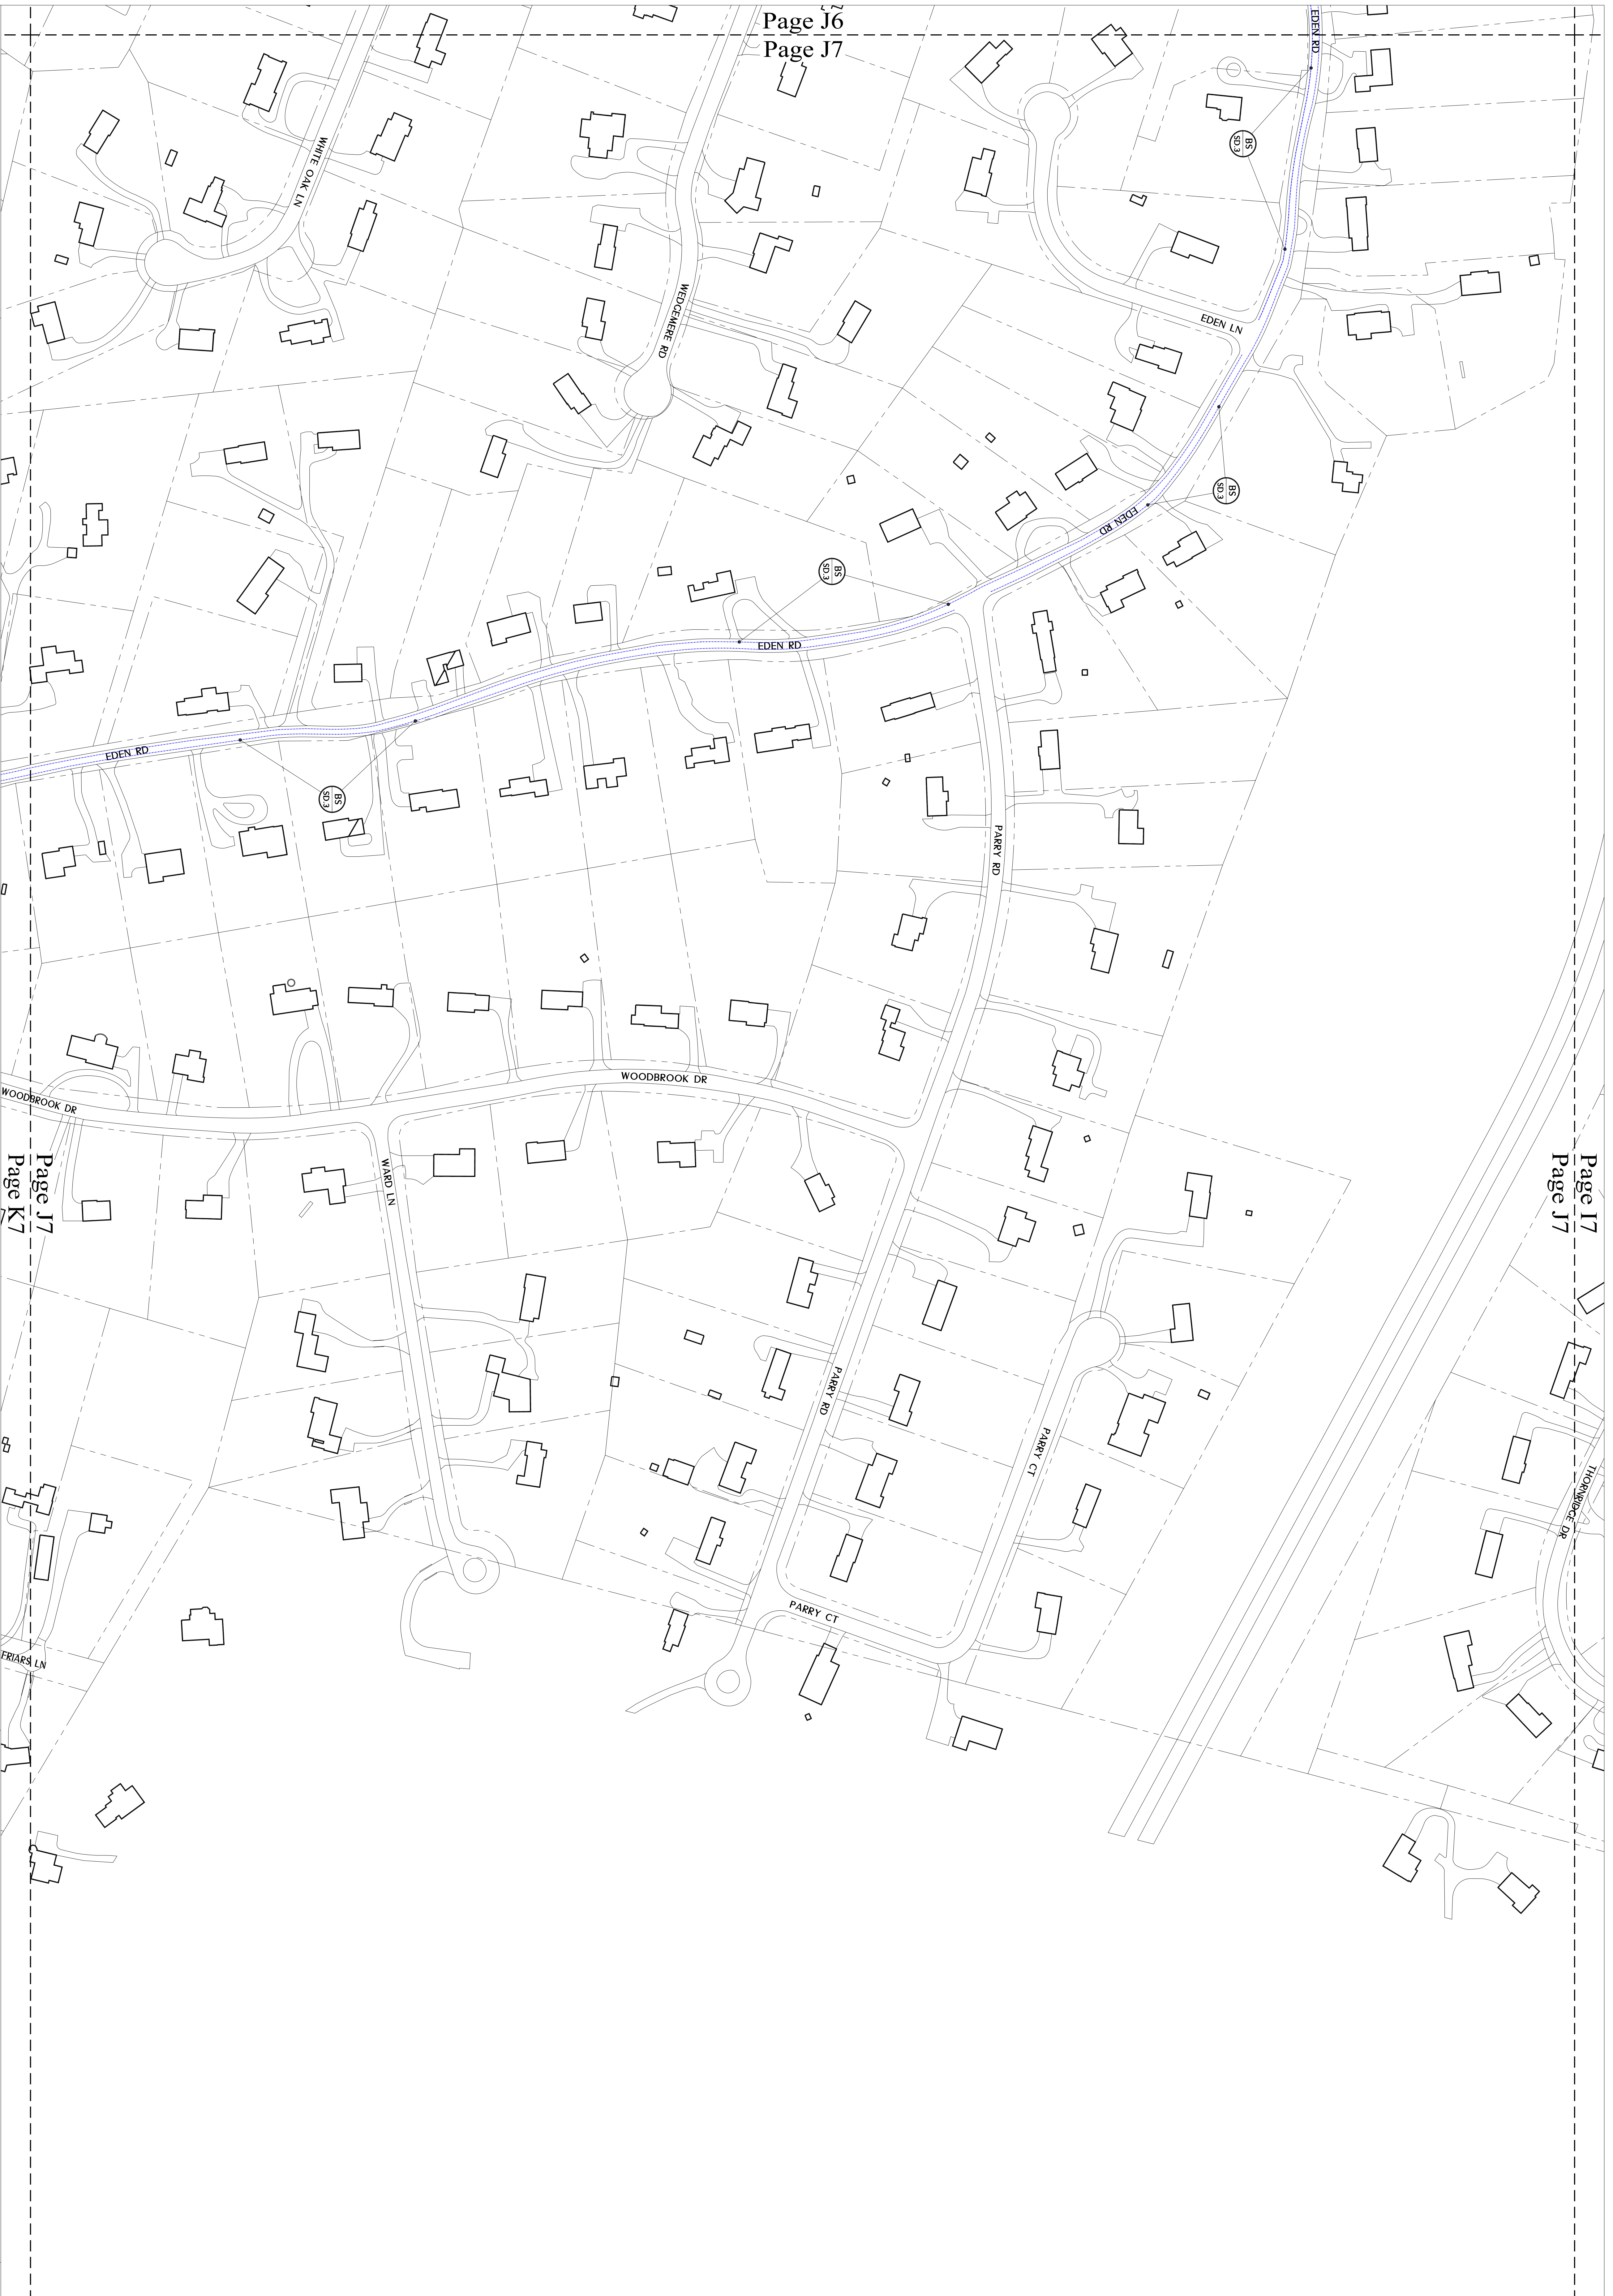 Page J6
Page J7
EDEN RD
BS
SD.3
WHITE OAK LN
WEDGEMERE RD
EDEN LN
BS
SD.3
EDEN RD
BS
SD.3
EDEN RD
EDEN RD
BS
SD.3
PARRY RD
WOODBROOK DR
WOODBROOK DR
Page J7
Page K7
WARD LN
Page I7
Page J7
PARRY RD
PARRY CT
THORNRIDGE DR
PARRY CT
FRIARS LN